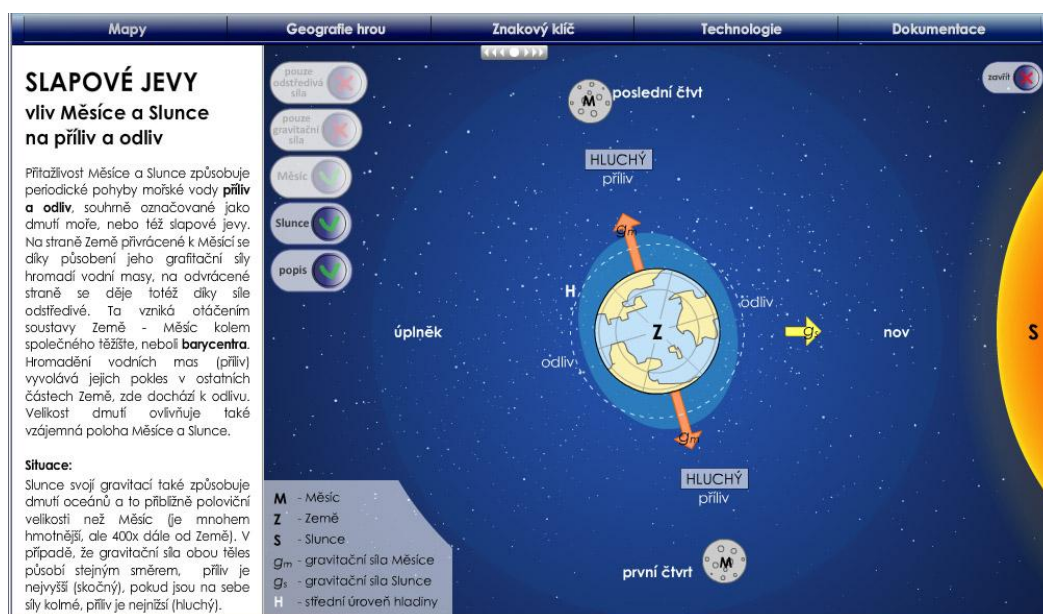 Mapy
Geografie hrou
Znakový klíč
Technologie
Dokumentace
SLAPOVÉ JEVY
vliv Měsíce a Slunce
na příliv a odliv
Přitažlivost Měsíce a Slunce způsobuje
periodické pohyby mořské vody příliv
a odliv, souhrně označované jako
dmutí moře, nebo též slapové jevy.
Na straně Země přivrácené k Měsící se
díky působení jeho grafitační síly
hromadí vodní masy, na odvrácené
straně se děje totéž díky síle
odstředivé. Ta vzniká otáčením
soustavy Země - Měsíc kolem
společného těžíšte, neboli barycentra.
Hromadění vodních mas (příliv)
vyvolává jejich pokles v ostatních
částech Země, zde dochází k odlivu.
Velikost dmutí ovlivňuje také
vzájemná poloha Měsíce a Slunce.
Situace:
Slunce svojí gravitací také způsobuje
dmutí oceánů a to přibližně poloviční
velikosti než Měsíc (je mnohem
hmotnější, ale 400x dále od Země). V
případě, že gravitační síla obou těles
působí stejným směrem, příliv je
nejvyšší (skočný), pokud jsou na sebe
síly kolmé, příliv je nejnízsí (hluchý).
pouze
odstředivá
síla
pouze
gravitační
síla
Měsíc
Slunce
popis
zavřít
M
poslední čtvt
HLUCHÝ
příliv
gm
H
odliv
úplněk
Z
gs
nov
S
odliv
gm
HLUCHÝ
příliv
první čtvrt
M
M - Měsíc
Z - Země
S - Slunce
gm - gravitační síla Měsíce
gs - gravitační síla Slunce
H - střední úroveň hladiny